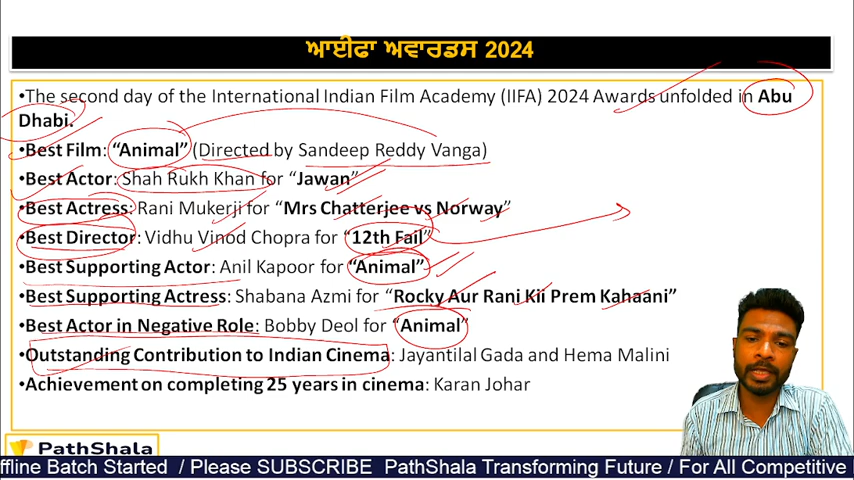 ਆਈਫਾ ਅਵਾਰਡਸ 2024
•The second day of the International Indian Film Academy (IIFA) 2024 Awards unfolded in Abu
Dhabi.
•Best Film: “Animal” (Directed by Sandeep Reddy Vanga)
•Best Actor: Shah Rukh Khan for “Jawan”
•Best Actress: Rani Mukerji for “Mrs Chatterjee vs Norway”
•Best Director: Vidhu Vinod Chopra for “12th Fail”
•Best Supporting Actor: Anil Kapoor for “Animal”
•Best Supporting Actress: Shabana Azmi for “Rocky Aur Rani Kii Prem Kahaani”
•Best Actor in Negative Role: Bobby Deol for “Animal”
•Outstanding Contribution to Indian Cinema: Jayantilal Gada and Hema Malini
•Achievement on completing 25 years in cinema: Karan Johar
PathShala
ffline Batch Started / Please SUBSCRIBE PathShala Transforming Future / For All Competitive